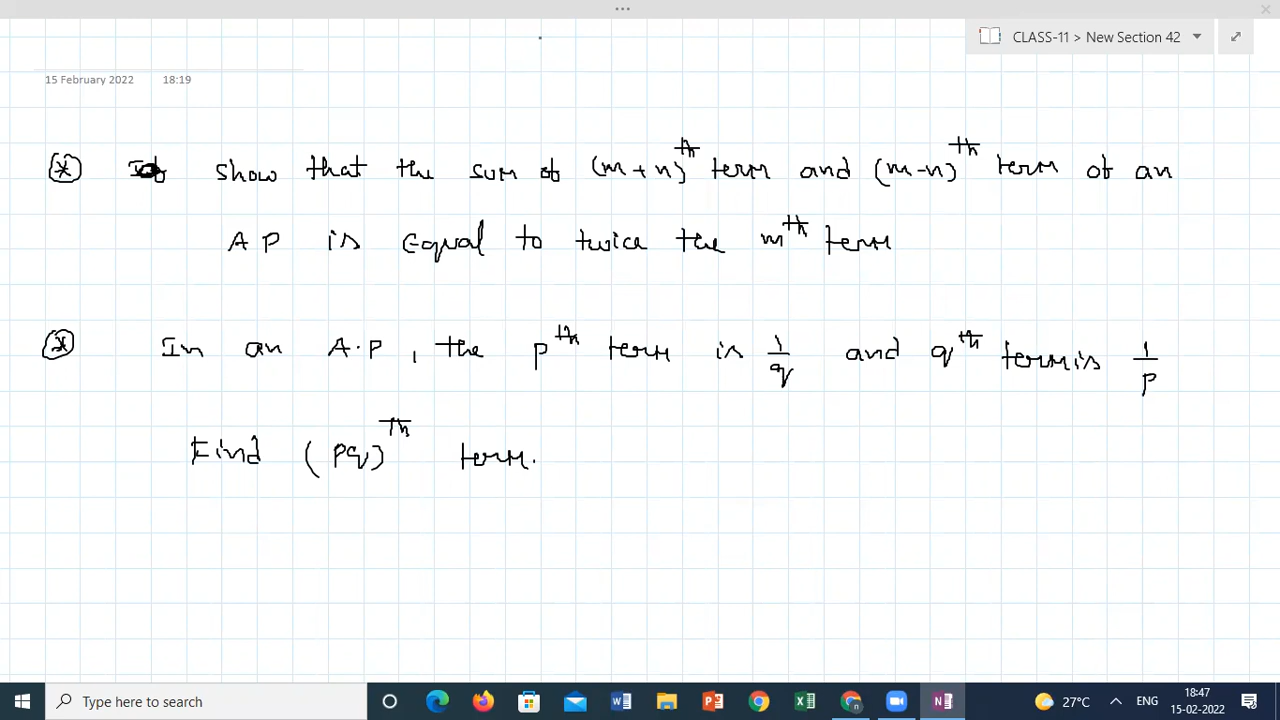 ...
CLASS-11 > New Section 42
15 February 2022 18:19
show that the sum of (m+n)th term and (m-n)th term of an
AP is equal to twice the mth term
In an A.P, the pth term is 1/q and qth term is 1/p
Find (pq)th term.
Type here to search
27°C ENG 18:47
15-02-2022